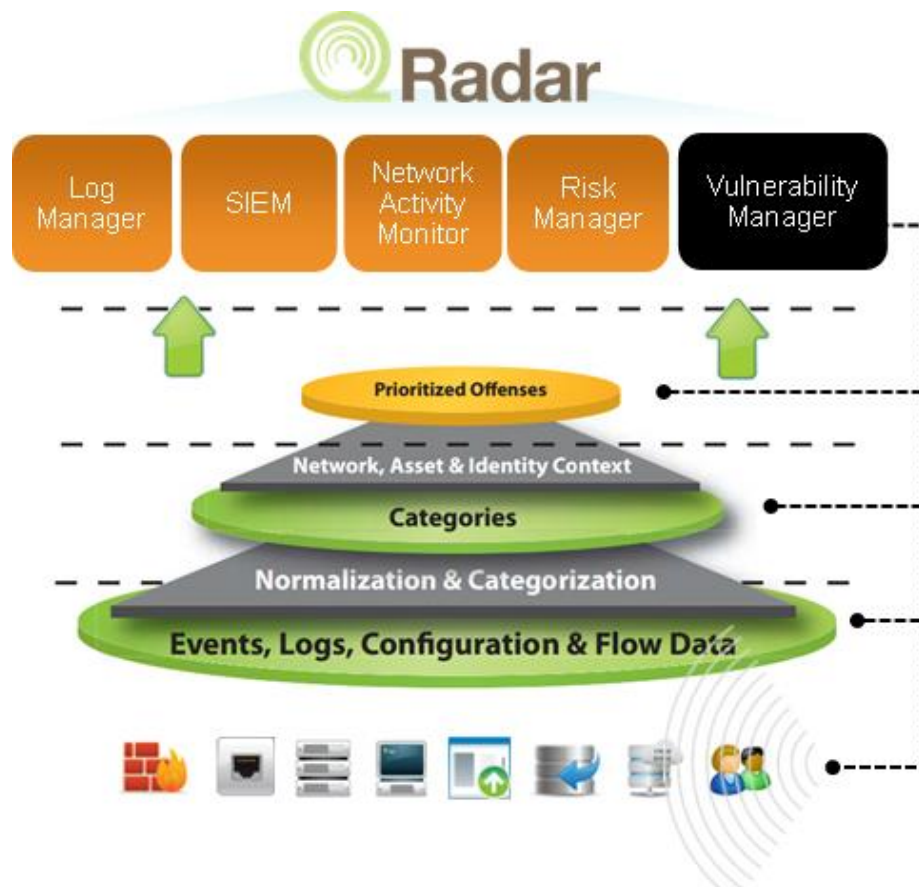 QRadar
Log
Manager
SIEM
Network
Activity
Monitor
Risk
Manager
Vulnerability
Manager
Prioritized Offenses
Network, Asset & Identity Context
Categories
Normalization & Categorization
Events, Logs, Configuration & Flow Data